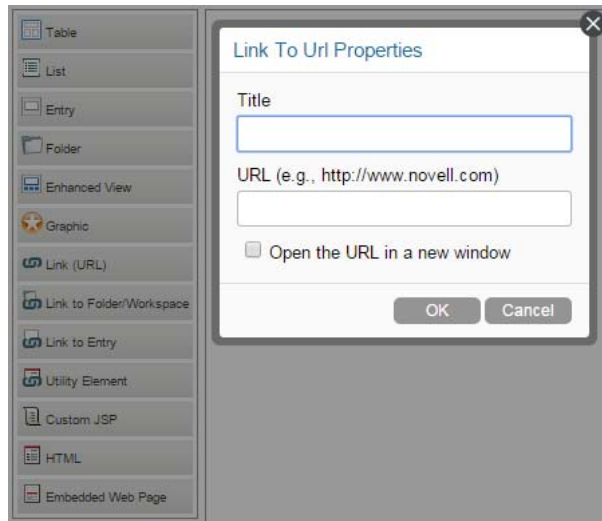 Table
List
Entry
Folder
Enhanced View
Graphic
Link (URL)
Link to Folder/Workspace
Link to Entry
Utility Element
Custom JSP
HTML
Embedded Web Page
Link To Url Properties
Title
URL (e.g., http://www.novell.com)
Open the URL in a new window
OK Cancel